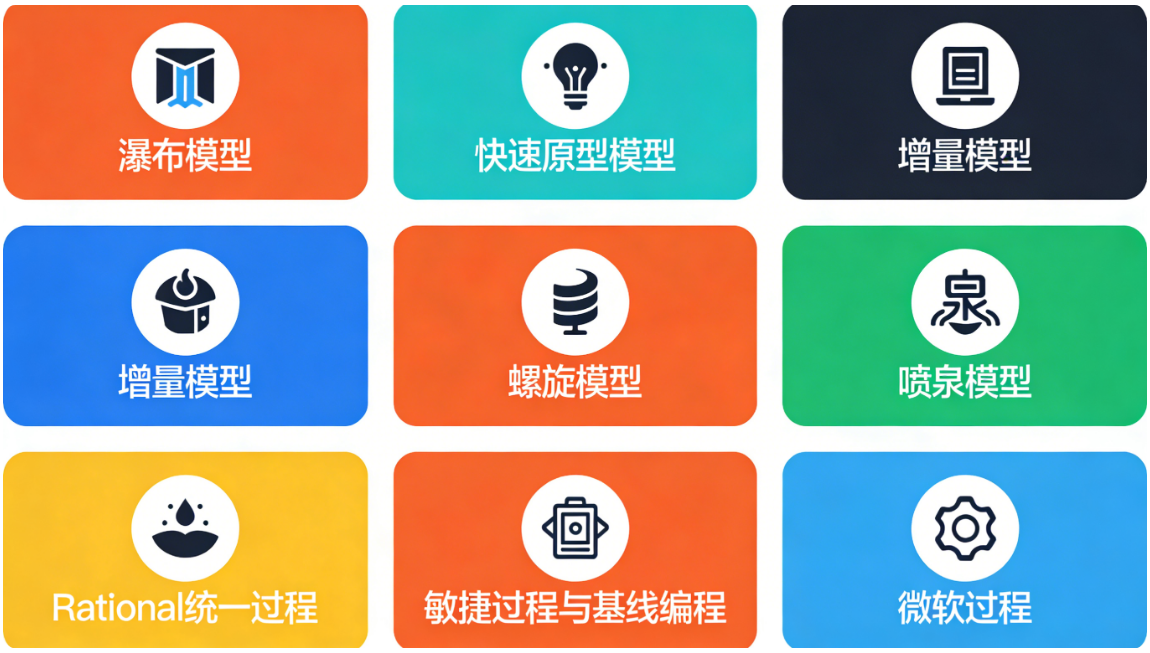 瀑布模型
快速原型模型
增量模型
增量模型
螺旋模型
泉
喷泉模型
Rational统一过程
敏捷过程与基线编程
微软过程